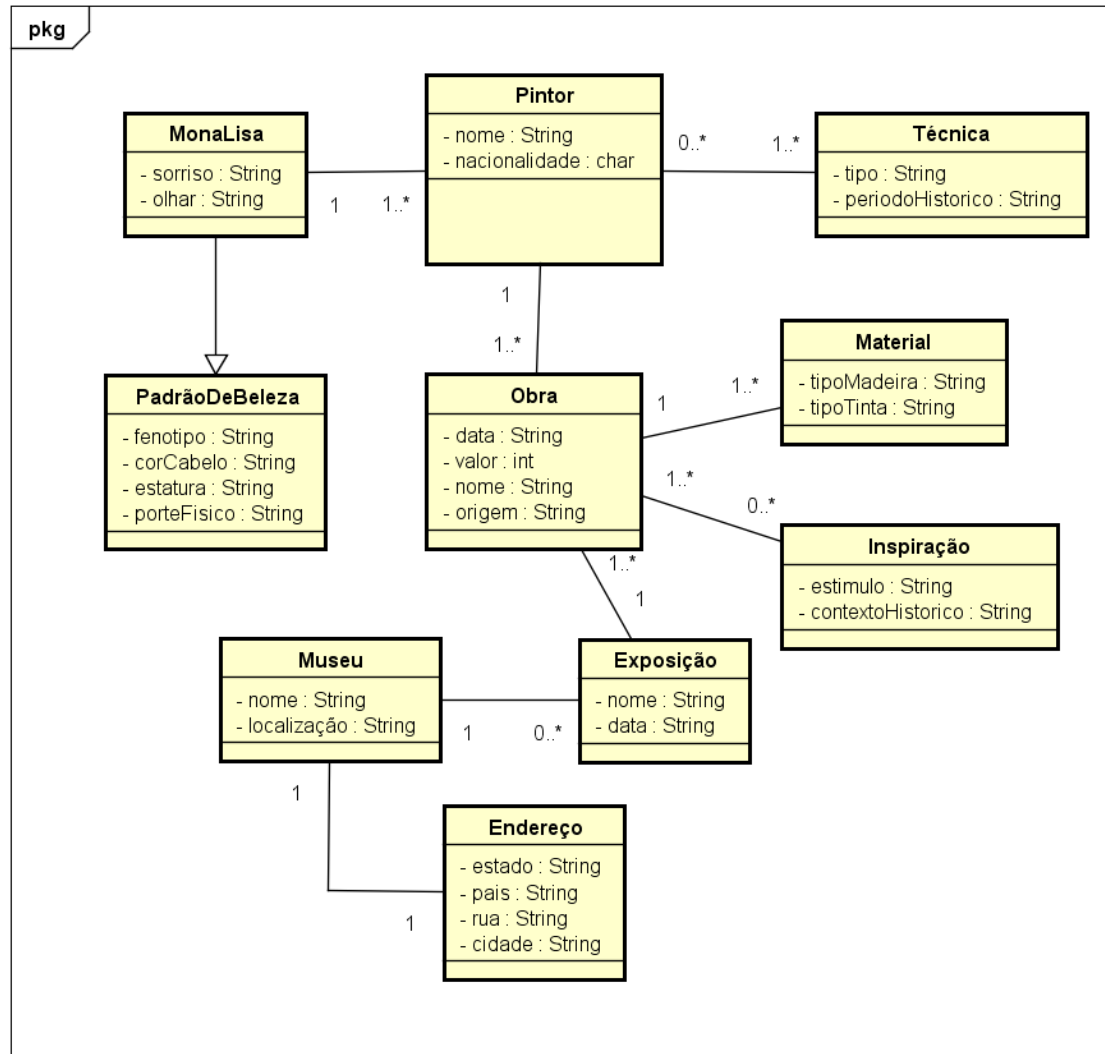 pkg
Pintor
- nome : String
- nacionalidade : char
MonaLisa
- sorriso : String
- olhar : String
Técnica
- tipo : String
- periodoHistorico : String
0..*
1..*
1
1..*
1
1..*
PadrãoDeBeleza
- fenotipo : String
- corCabelo : String
- estatura : String
- porteFisico : String
Obra
- data : String
- valor : int
- nome : String
- origem : String
Material
- tipoMadeira : String
- tipoTinta : String
1
1..*
1..*
0..*
Inspiração
- estimulo : String
- contextoHistorico : String
1..*
1
Museu
- nome : String
- localização : String
Exposição
- nome : String
- data : String
1
0..*
1
1
Endereço
- estado : String
- pais : String
- rua : String
- cidade : String